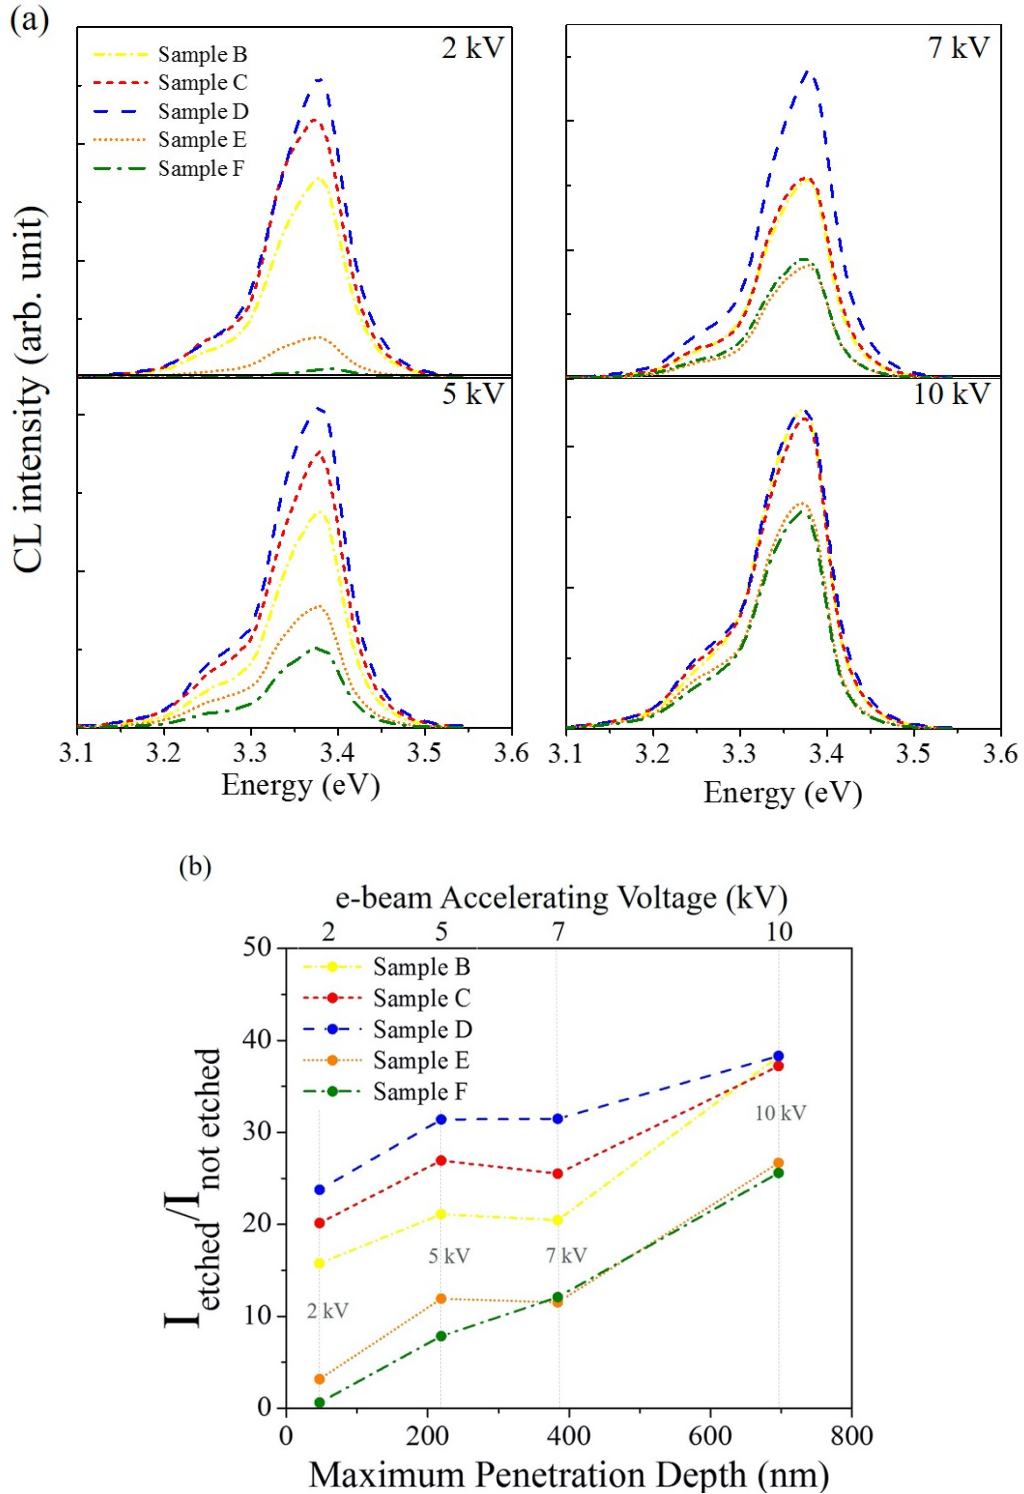 (a)
2 kV
Sample B
Sample C
Sample D
Sample E
Sample F
7 kV
5 kV
10 kV
CL intensity (arb. unit)
3.1 3.2 3.3 3.4 3.5 3.6
Energy (eV)
3.1 3.2 3.3 3.4 3.5 3.6
Energy (eV)
(b)
e-beam Accelerating Voltage (kV)
2 5 7 10
50
40
30
20
10
0
Sample B
Sample C
Sample D
Sample E
Sample F
10 kV
5 kV
7 kV
2 kV
I etched/I not etched
0 200 400 600 800
Maximum Penetration Depth (nm)